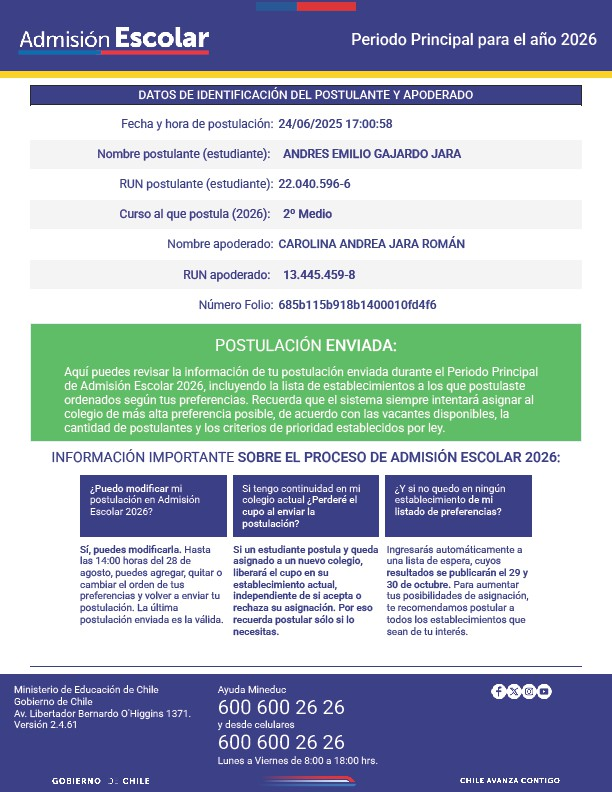 Admisión Escolar
Periodo Principal para el año 2026
DATOS DE IDENTIFICACIÓN DEL POSTULANTE Y APODERADO
Fecha y hora de postulación: 24/06/2025 17:00:58
Nombre postulante (estudiante): ANDRES EMILIO GAJARDO JARA
RUN postulante (estudiante): 22.040.596-6
Curso al que postula (2026): 2º Medio
Nombre apoderado: CAROLINA ANDREA JARA ROMÁN
RUN apoderado: 13.445.459-8
Número Folio: 685b115b918b1400010fd4f6
POSTULACIÓN ENVIADA:
Aquí puedes revisar la información de tu postulación enviada durante el Periodo Principal
de Admisión Escolar 2026, incluyendo la lista de establecimientos a los que postulaste
ordenados según tus preferencias. Recuerda que el sistema siempre intentará asignar al
colegio de más alta preferencia posible, de acuerdo con las vacantes disponibles, la
cantidad de postulantes y los criterios de prioridad establecidos por ley.
INFORMACIÓN IMPORTANTE SOBRE EL PROCESO DE ADMISIÓN ESCOLAR 2026:
¿Puedo modificar mi
postulación en Admisión
Escolar 2026?
Sí, puedes modificarla. Hasta
las 14:00 horas del 28 de
agosto, puedes agregar, quitar o
cambiar el orden de tus
preferencias y volver a enviar tu
postulación. La última
postulación enviada es la válida.
Si tengo continuidad en mi
colegio actual ¿Perderé el
cupo al enviar la
postulación?
Si un estudiante postula y queda
asignado a un nuevo colegio,
liberará el cupo en su
establecimiento actual,
independiente de si acepta o
rechaza su asignación. Por eso
recuerda postular sólo si lo
necesitas.
¿Y si no quedo en ningún
establecimiento de mi
listado de preferencias?
Ingresarás automáticamente a
una lista de espera, cuyos
resultados se publicarán el 29 y
30 de octubre. Para aumentar
tus posibilidades de asignación,
te recomendamos postular a
todos los establecimientos que
sean de tu interés.
Ministerio de Educación de Chile
Gobierno de Chile
Av. Libertador Bernardo O`Higgins 1371.
Versión 2.4.61
Ayuda Mineduc
600 600 26 26
y desde celulares
600 600 26 26
Lunes a Viernes de 8:00 a 18:00 hrs.
GOBIERNO DE CHILE
CHILE AVANZA CONTIGO